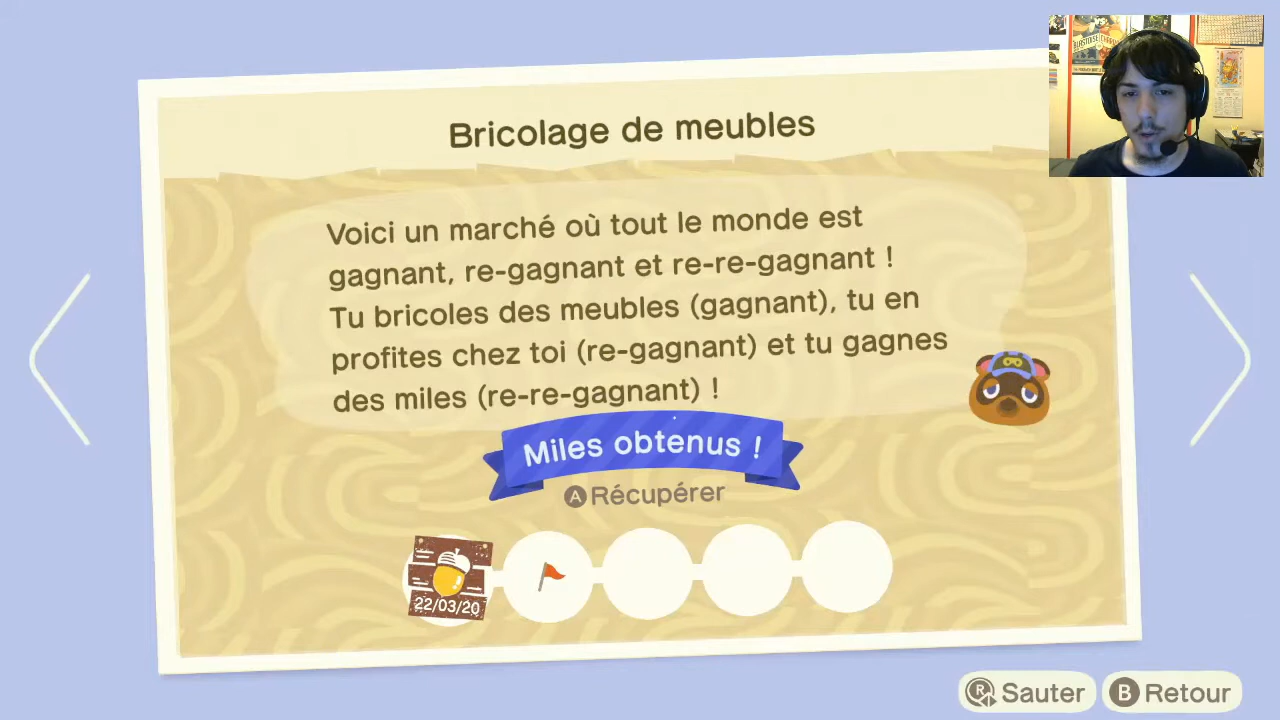 Bricolage de meubles
Voici un marché où tout le monde est
gagnant, re-gagnant et re-re-gagnant !
Tu bricoles des meubles (gagnant), tu en
profites chez toi (re-gagnant) et tu gagnes
des miles (re-re-gagnant) !
Miles obtenus !
A Récupérer
22/03/20
R Sauter
B Retour